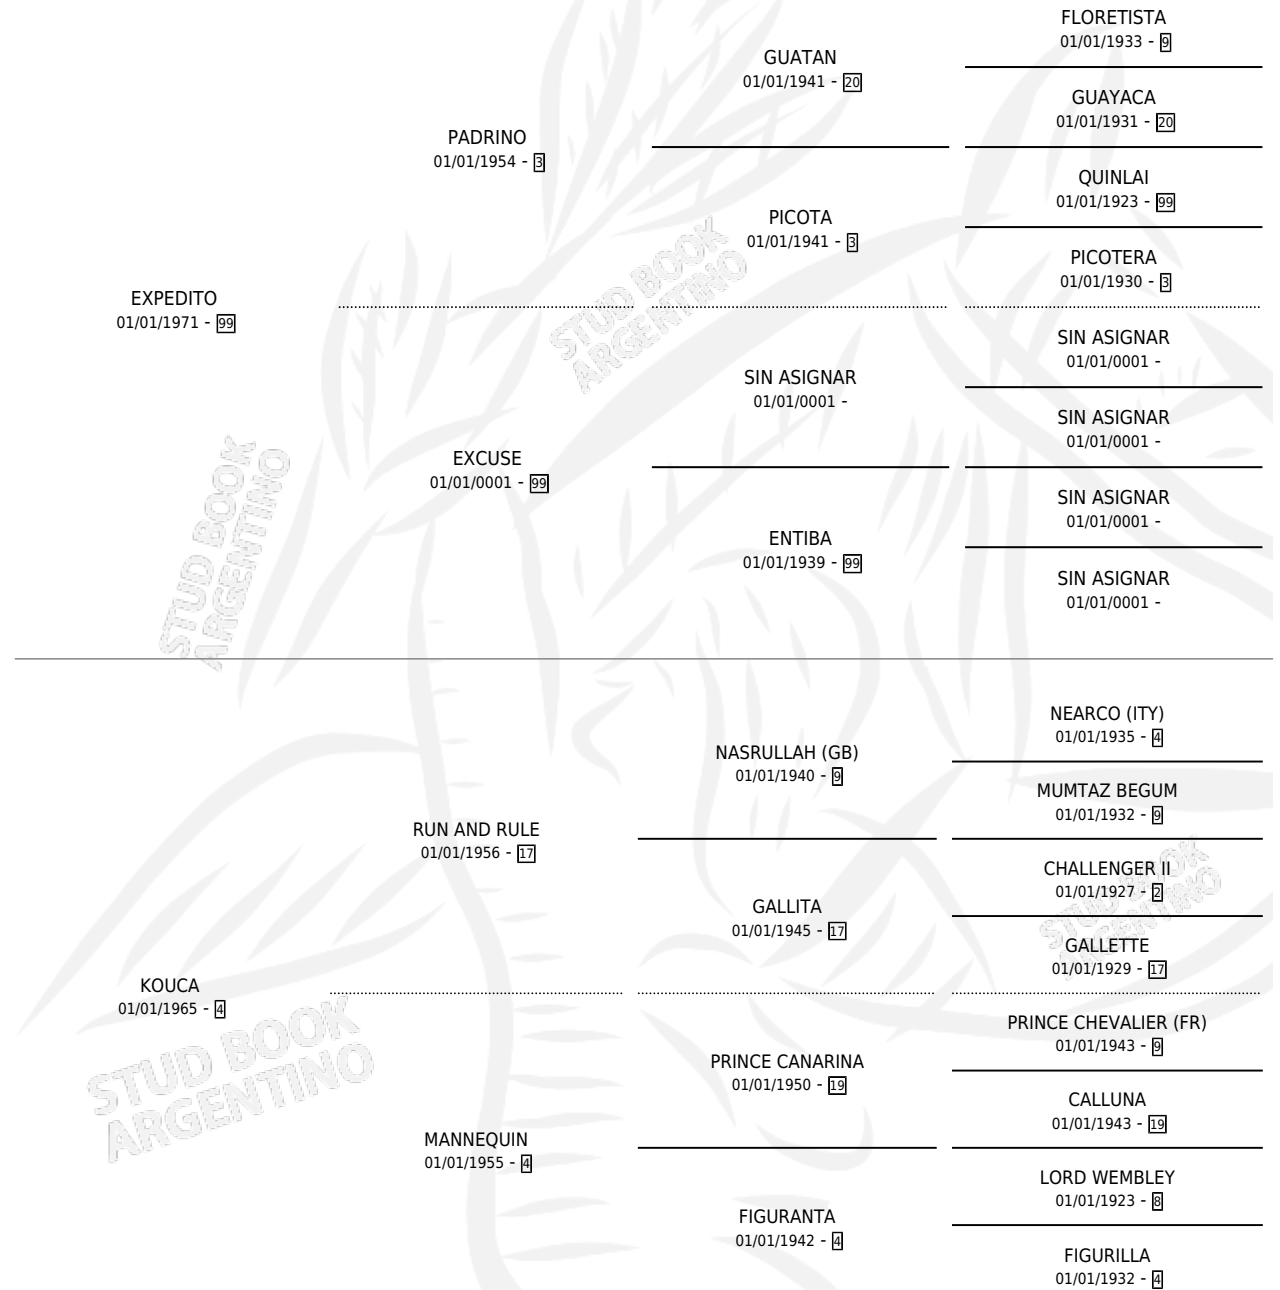 FLORETISTA
01/01/1933 - 9
GUATAN
01/01/1941 - 20
GUAYACA
01/01/1931 - 20
PADRINO
01/01/1954 - 3
QUINLAI
01/01/1923 - 99
PICOTA
01/01/1941 - 3
PICOTERA
01/01/1930 - 3
EXPEDITO
01/01/1971 - 99
SIN ASIGNAR
01/01/0001 -
SIN ASIGNAR
01/01/0001 -
SIN ASIGNAR
01/01/0001 -
EXCUSE
01/01/0001 - 99
SIN ASIGNAR
01/01/0001 -
ENTIBA
01/01/1939 - 99
SIN ASIGNAR
01/01/0001 -
NEARCO (ITY)
01/01/1935 - 4
NASRULLAH (GB)
01/01/1940 - 9
MUMTAZ BEGUM
01/01/1932 - 9
RUN AND RULE
01/01/1956 - 17
CHALLENGER II
01/01/1927 - 2
GALLITA
01/01/1945 - 17
GALLETTE
01/01/1929 - 17
KOUCA
01/01/1965 - 4
PRINCE CHEVALIER (FR)
01/01/1943 - 9
PRINCE CANARINA
01/01/1950 - 19
CALLUNA
01/01/1943 - 19
MANNEQUIN
01/01/1955 - 4
LORD WEMBLEY
01/01/1923 - 8
FIGURANTA
01/01/1942 - 4
FIGURILLA
01/01/1932 - 4
STUD BOOK
ARGENTINO
STUD BOOK
ARGENTINO
STUD BOOK
ARGENTINO
STUD BOOK
ARGENTINO